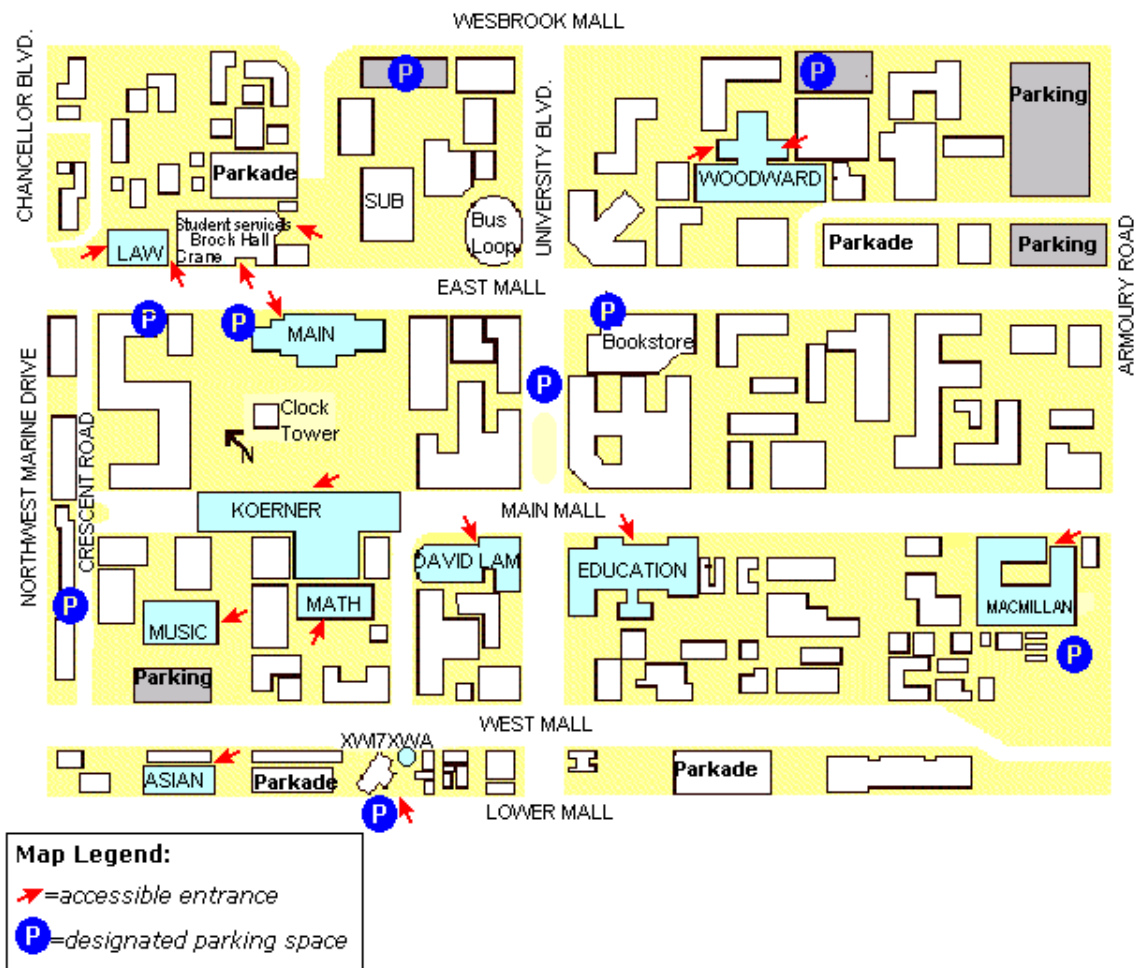 WESBROOK MALL
CHANCELLOR BLVD.
UNIVERSITY BLVD.
P
P
Parking
Parkade
WOODWARD
SUB
Bus
Loop
Student services
Brock Hall
Crane
LAW
Parkade
Parking
ARMOURY ROAD
EAST MALL
P
P
MAIN
P
Bookstore
P
NORTHWEST MARINE DRIVE
CRESCENT ROAD
Clock
Tower
N
KOERNER
MAIN MALL
DAVID LAM
EDUCATION
MACMILLAN
P
MATH
MUSIC
P
Parking
WEST MALL
XWI7XWA
ASIAN
Parkade
Parkade
P
LOWER MALL
Map Legend:
=accessible entrance
P=designated parking space